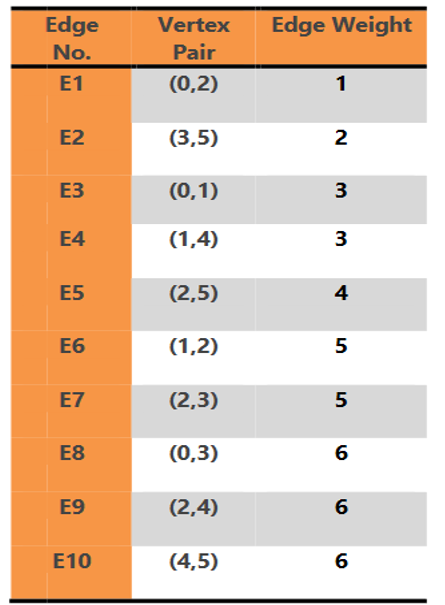 Edge No. Vertex Pair Edge Weight
E1 (0,2) 1
E2 (3,5) 2
E3 (0,1) 3
E4 (1,4) 3
E5 (2,5) 4
E6 (1,2) 5
E7 (2,3) 5
E8 (0,3) 6
E9 (2,4) 6
E10 (4,5) 6